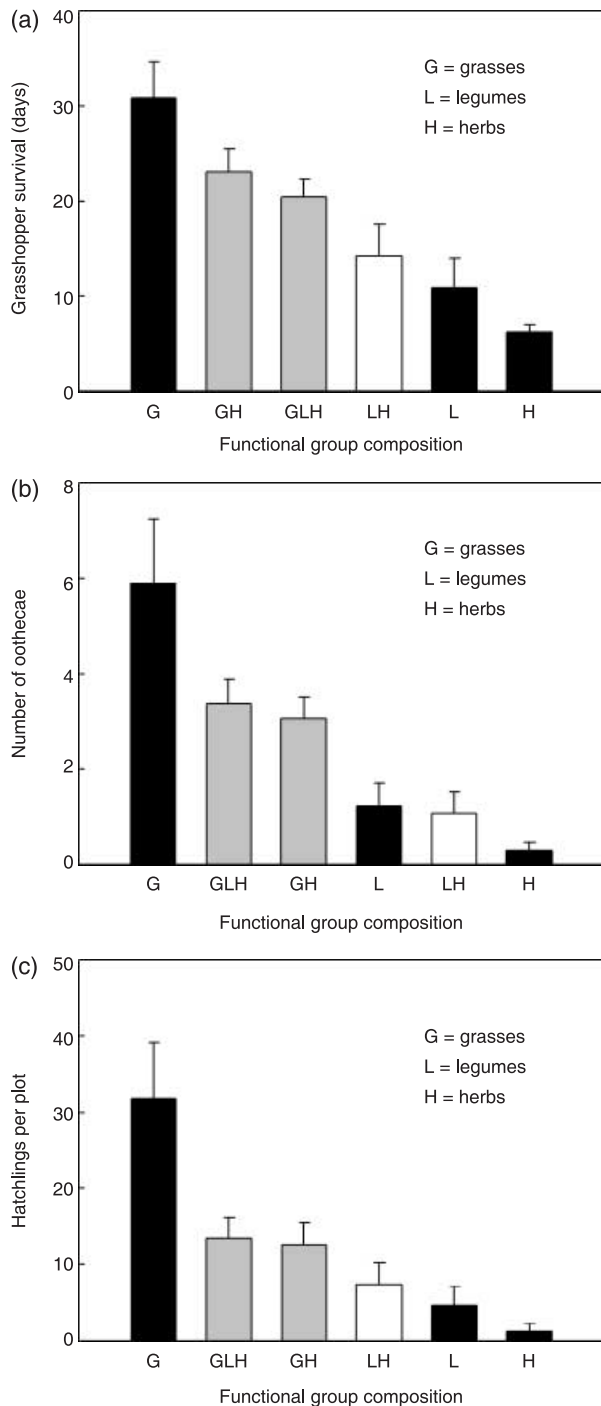 (a)
40
30
20
10
0
Grasshopper survival (days)
G = grasses
L = legumes
H = herbs
G GH GLH LH L H
Functional group composition
(b)
8
6
4
2
0
Number of oothecae
G = grasses
L = legumes
H = herbs
G GLH GH L LH H
Functional group composition
(c)
50
40
30
20
10
0
Hatchlings per plot
G = grasses
L = legumes
H = herbs
G GLH GH LH L H
Functional group composition